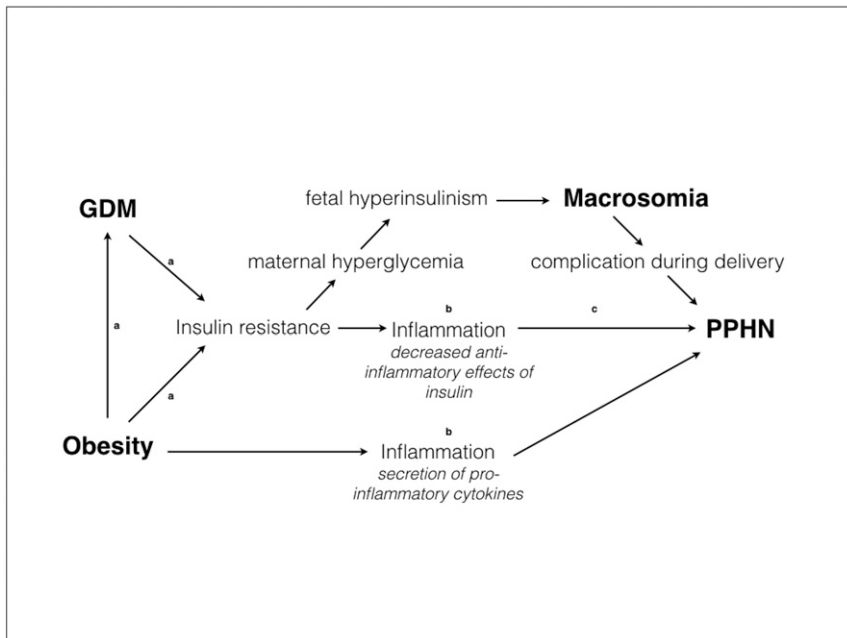 fetal hyperinsulinism
Macrosomia
GDM
a
maternal hyperglycemia
complication during delivery
b
c
a
Insulin resistance
Inflammation
PPHN
decreased anti-
inflammatory effects of
insulin
a
b
Obesity
Inflammation
secretion of pro-
inflammatory cytokines